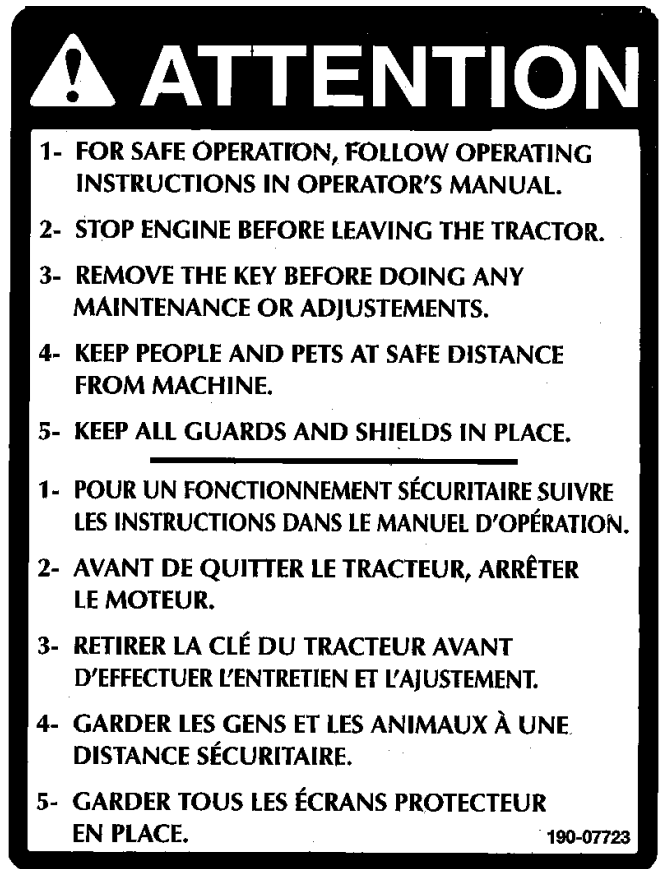 ATTENTION
1- FOR SAFE OPERATION, FOLLOW OPERATING
INSTRUCTIONS IN OPERATOR'S MANUAL.
2- STOP ENGINE BEFORE LEAVING THE TRACTOR.
3- REMOVE THE KEY BEFORE DOING ANY
MAINTENANCE OR ADJUSTEMENTS.
4- KEEP PEOPLE AND PETS AT SAFE DISTANCE
FROM MACHINE.
5- KEEP ALL GUARDS AND SHIELDS IN PLACE.
1- POUR UN FONCTIONNEMENT SÉCURITAIRE SUIVRE
LES INSTRUCTIONS DANS LE MANUEL D'OPÉRATION.
2- AVANT DE QUITTER LE TRACTEUR, ARRÊTER
LE MOTEUR.
3- RETIRER LA CLÉ DU TRACTEUR AVANT
D'EFFECTUER L'ENTRETIEN ET L'AJUSTEMENT.
4- GARDER LES GENS ET LES ANIMAUX À UNE
DISTANCE SÉCURITAIRE.
5- GARDER TOUS LES ÉCRANS PROTECTEUR
EN PLACE.
190-07723